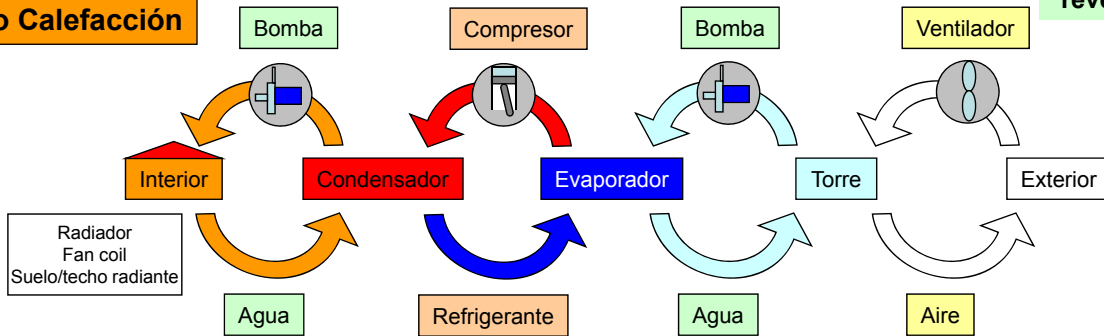 o Calefacción
Bomba
Compresor
Bomba
Ventilador
Interior
Condensador
Evaporador
Torre
Exterior
Radiador
Fan coil
Suelo/techo radiante
Agua
Refrigerante
Agua
Aire